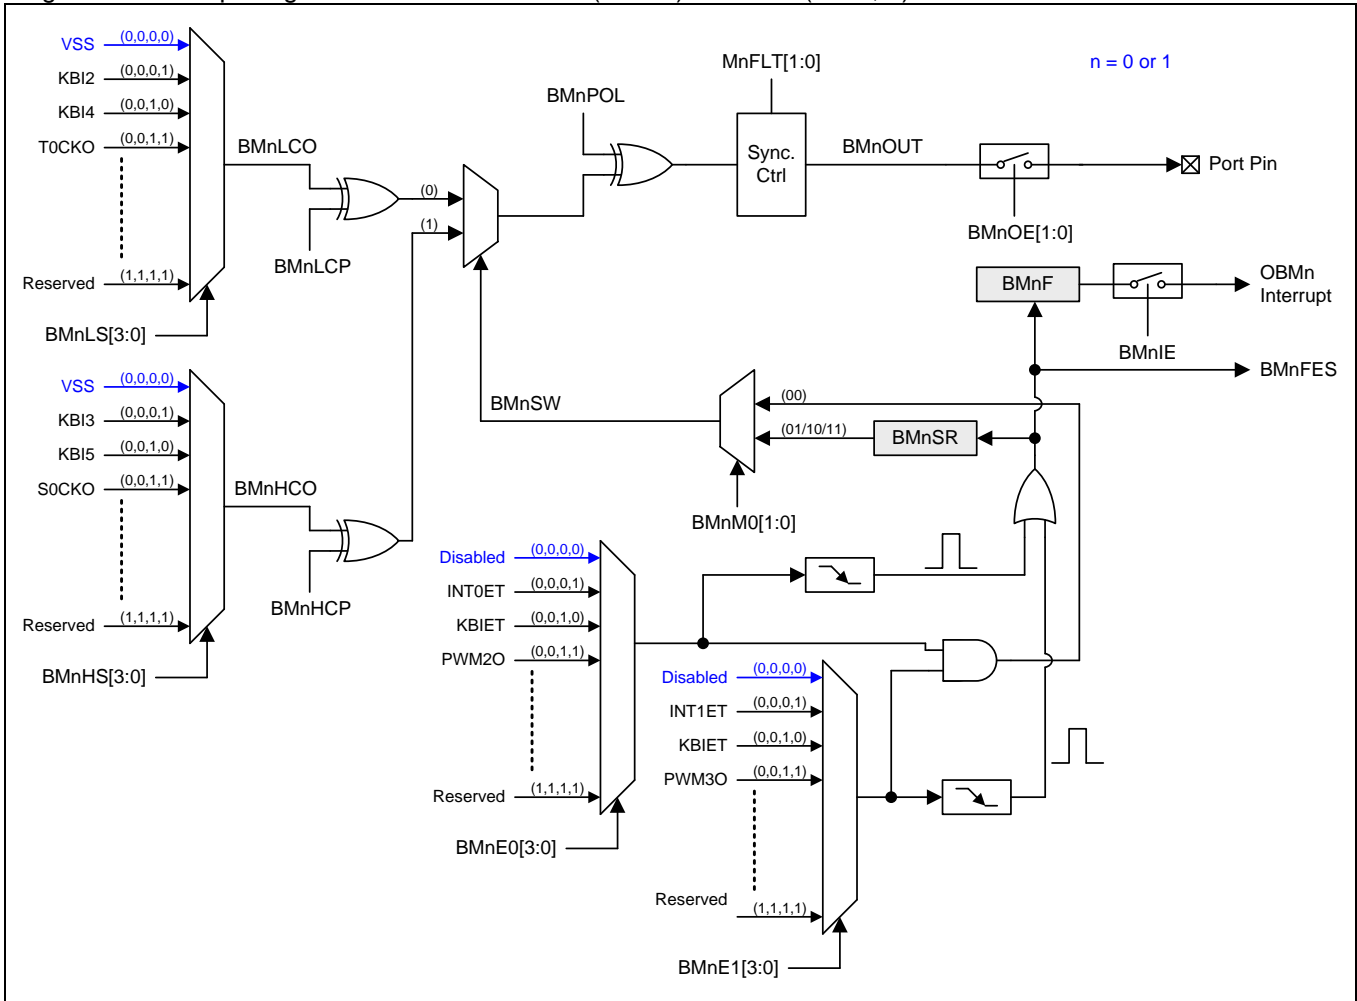 VSS (0,0,0,0)
KBI2 (0,0,0,1)
KBI4 (0,0,1,0)
T0CKO (0,0,1,1)
Reserved (1,1,1,1)
BMnLS[3:0]
BMnLCO
BMnLCP
VSS (0,0,0,0)
KBI3 (0,0,0,1)
KBI5 (0,0,1,0)
S0CKO (0,0,1,1)
Reserved (1,1,1,1)
BMnHS[3:0]
BMnHCO
BMnHCP
(0)
(1)
BMnPOL
MnFLT[1:0]
Sync.
Ctrl
BMnOUT
n = 0 or 1
Port Pin
BMnOE[1:0]
BMnF
OBMn
Interrupt
BMnIE
BMnFES
BMnSW
(00)
(01/10/11)
BMnSR
BMnM0[1:0]
Disabled (0,0,0,0)
INT0ET (0,0,0,1)
KBIET (0,0,1,0)
PWM2O (0,0,1,1)
Reserved (1,1,1,1)
BMnE0[3:0]
Disabled (0,0,0,0)
INT1ET (0,0,0,1)
KBIET (0,0,1,0)
PWM3O (0,0,1,1)
Reserved
(1,1,1,1)
BMnE1[3:0]